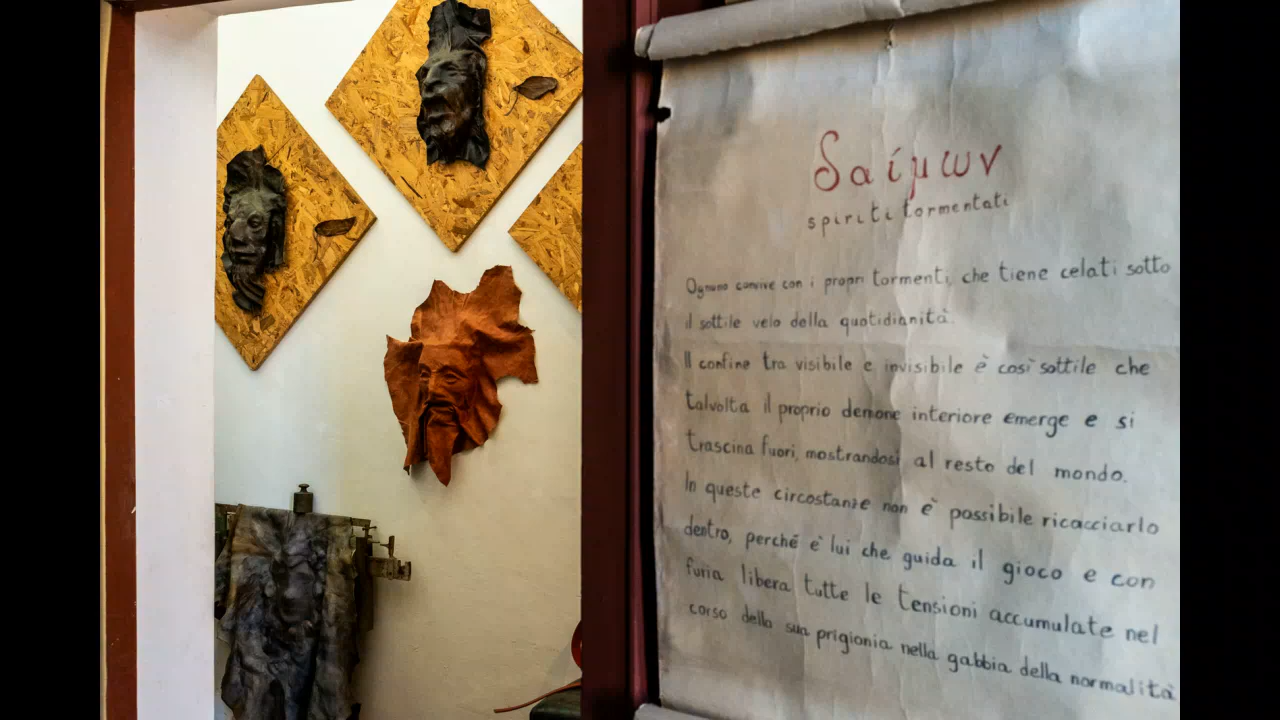 δαίμων
spiriti tormentati
Ognuno convive con i propri tormenti, che tiene celati sotto
il sottile velo della quotidianità.
Il confine tra visibile e invisibile è così sottile che
talvolta il proprio demone interiore emerge e si
trascina fuori, mostrandosi al resto del mondo.
In queste circostanze non è possibile ricacciarlo
dentro, perché è lui che guida il gioco e con
furia libera tutte le tensioni accumulate nel
corso della sua prigionia nella gabbia della normalità